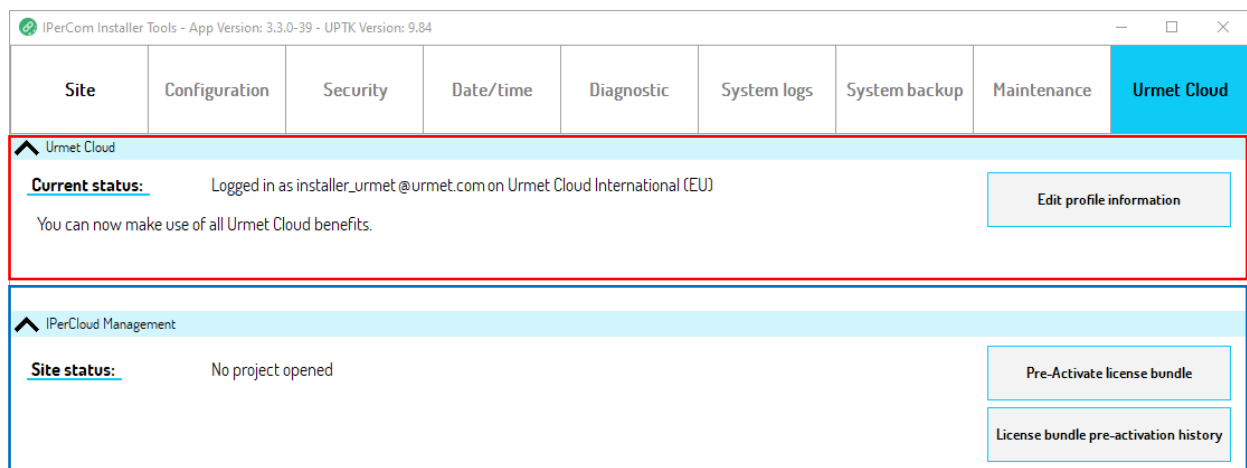 IPerCom Installer Tools - App Version: 3.3.0-39 - UPTK Version: 9.84
Site Configuration Security Date/time Diagnostic System logs System backup Maintenance Urmet Cloud
Urmet Cloud
Current status: Logged in as installer_urmet@urmet.com on Urmet Cloud International (EU)
Edit profile information
You can now make use of all Urmet Cloud benefits.
IPerCloud Management
Site status: No project opened
Pre-Activate license bundle
License bundle pre-activation history